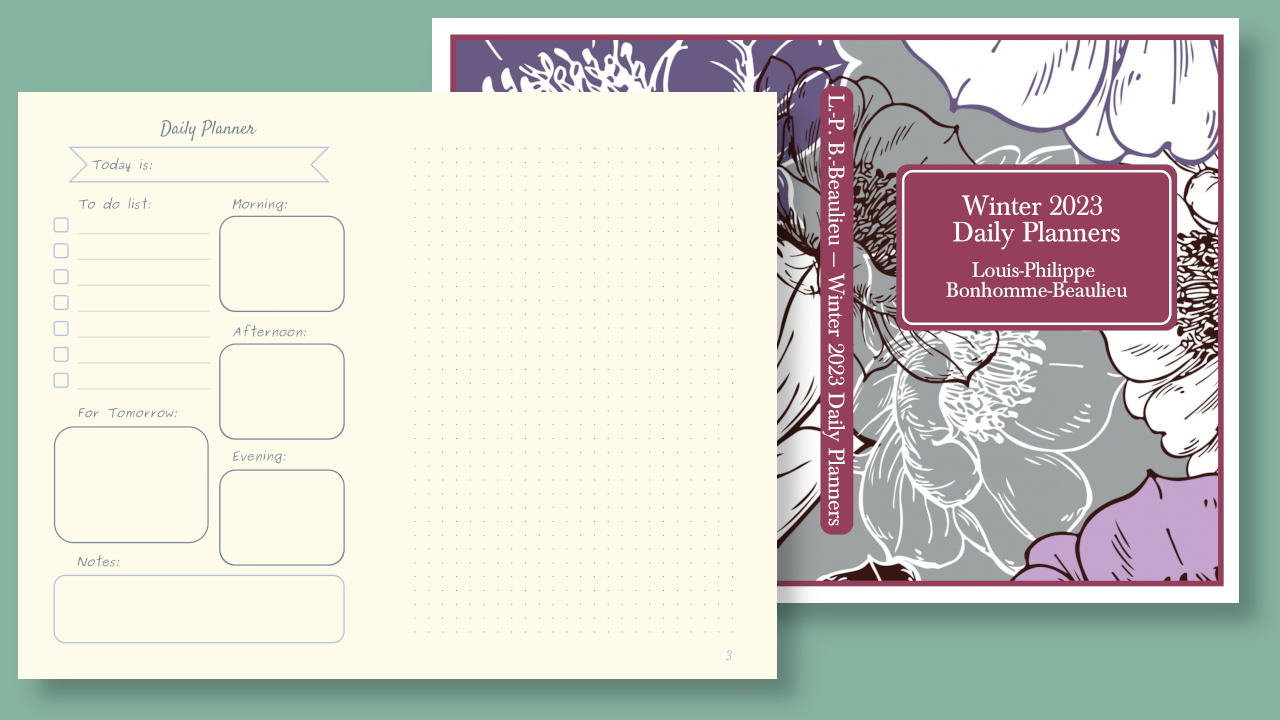 Daily Planner
Today is:
To do list:
Morning:
Afternoon:
For Tomorrow:
Evening:
Notes:
3
L.-P. B.-Beaulieu – Winter 2023 Daily Planners
Winter 2023
Daily Planners
Louis-Philippe
Bonhomme-Beaulieu